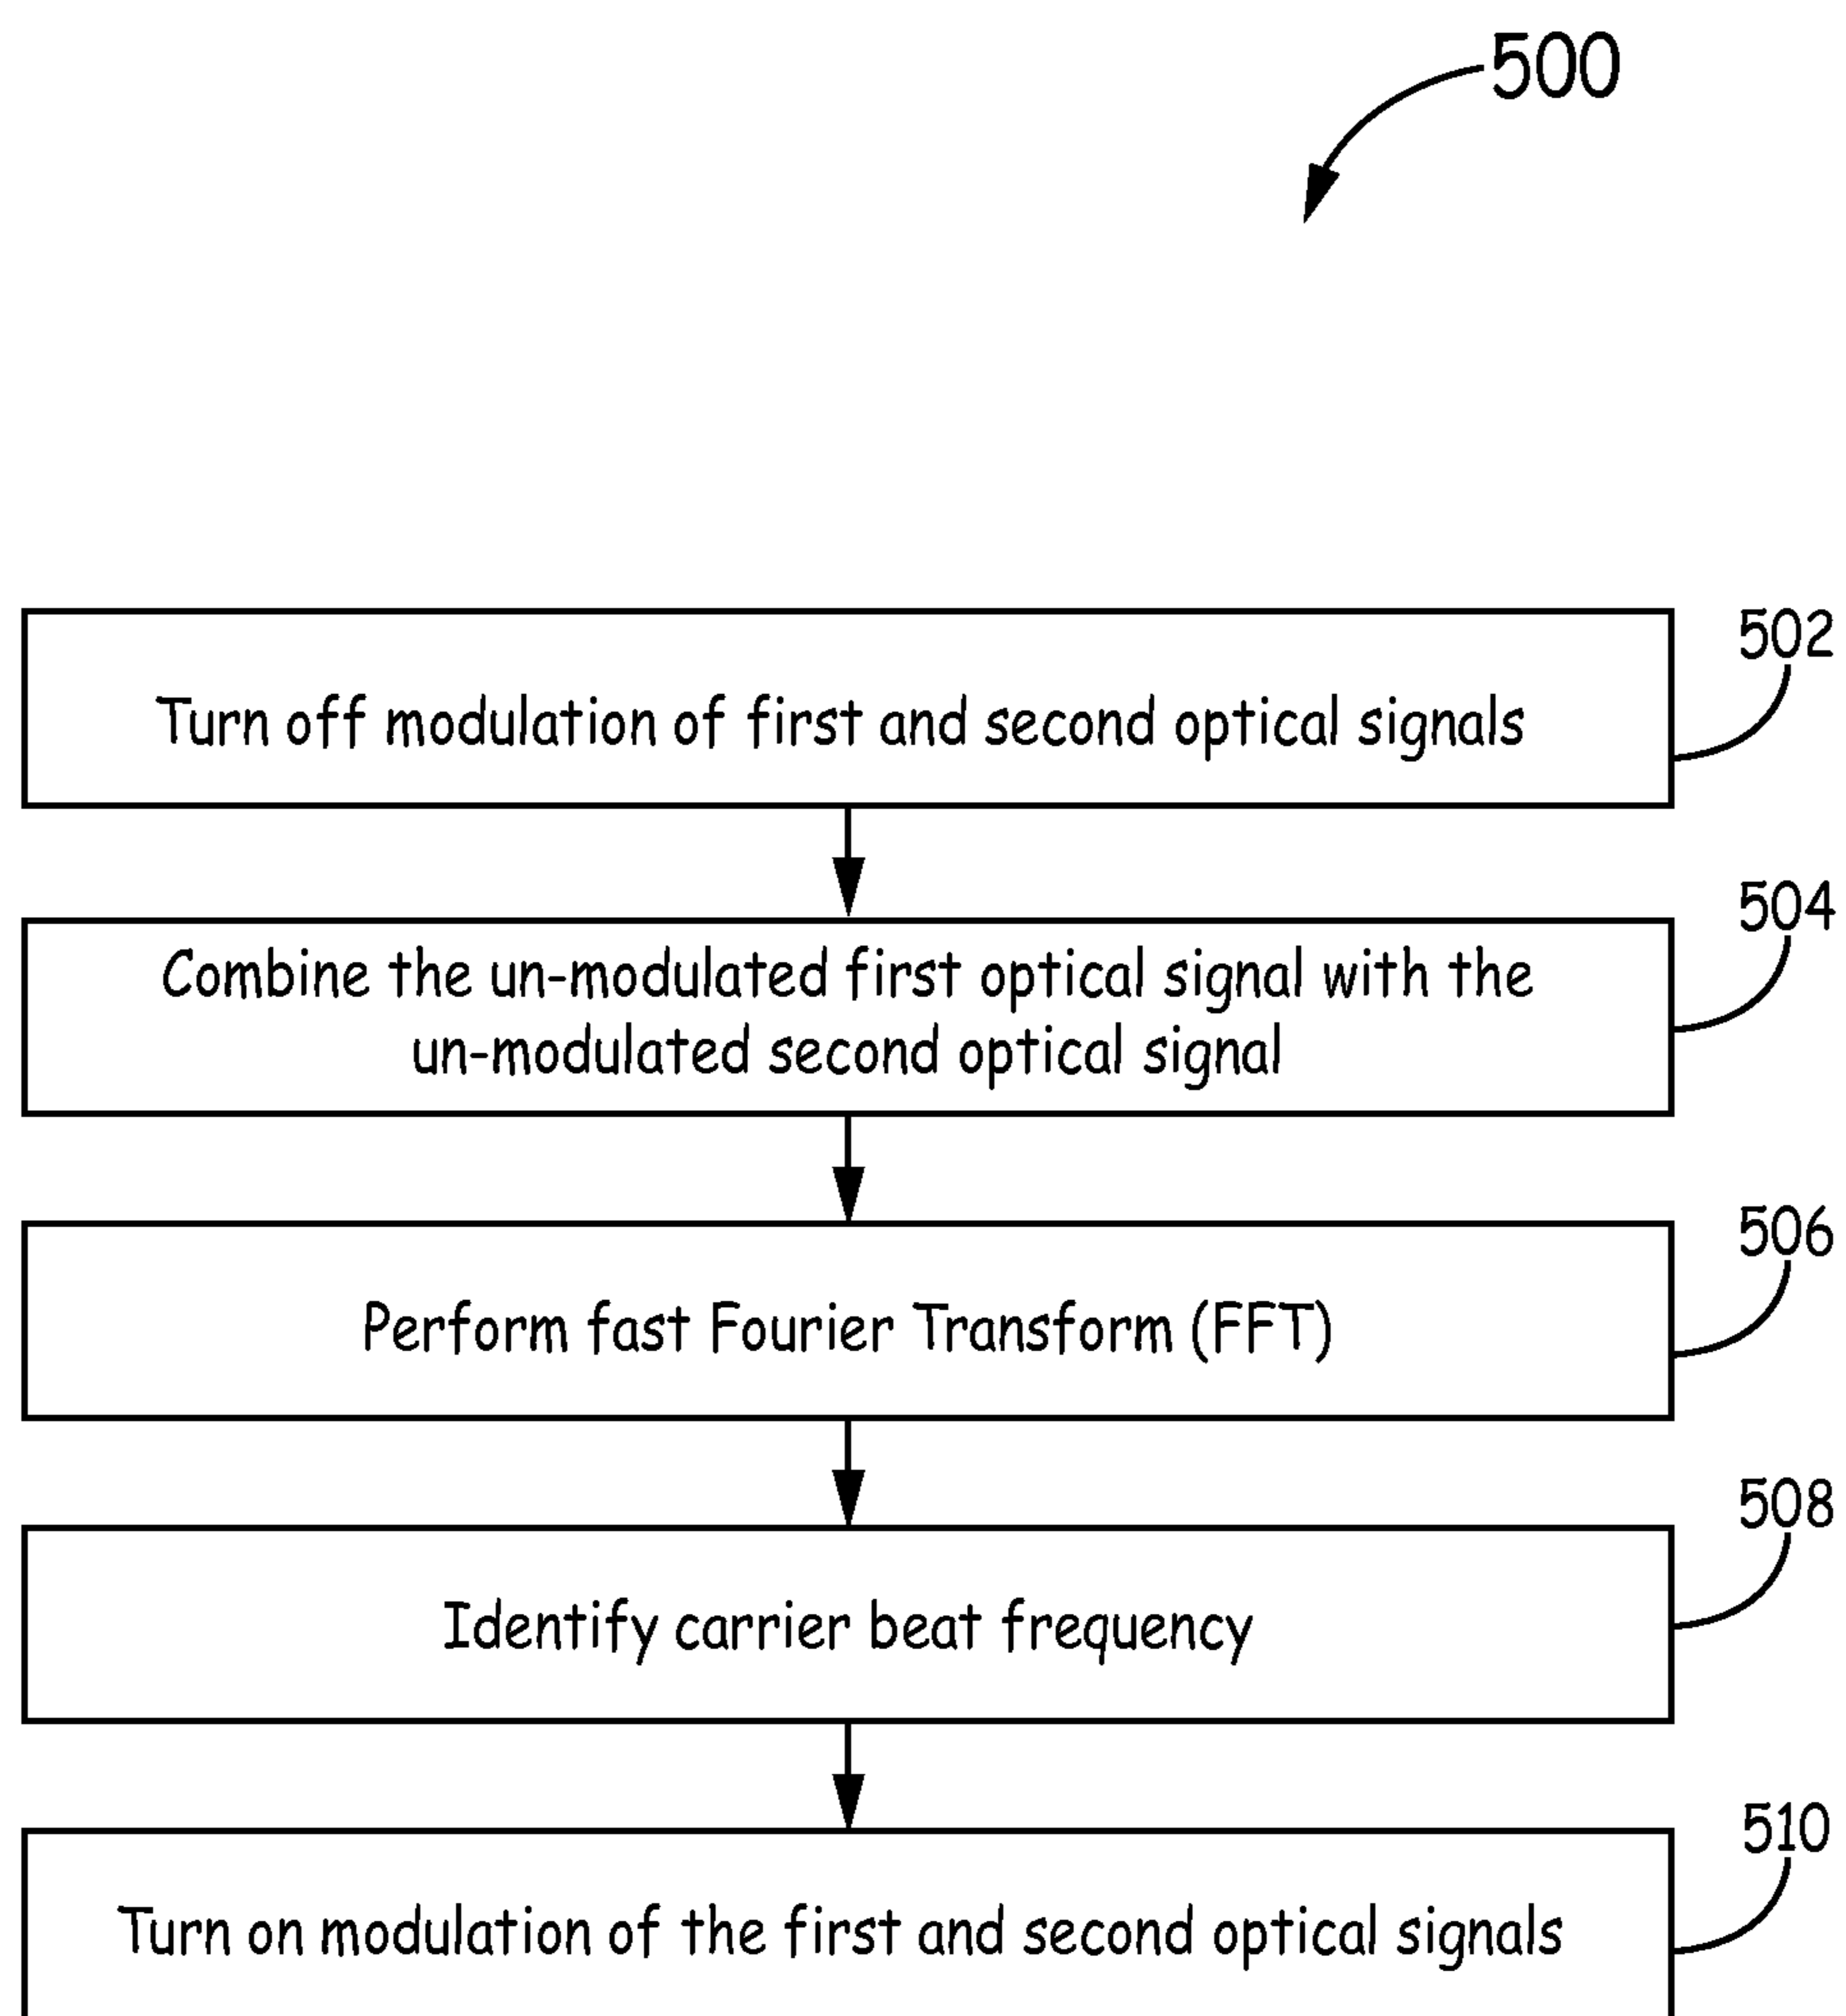 500
502
Turn off modulation of first and second optical signals
504
Combine the un-modulated first optical signal with the
un-modulated second optical signal
506
Perform fast Fourier Transform (FFT)
508
Identify carrier beat frequency
510
Turn on modulation of the first and second optical signals